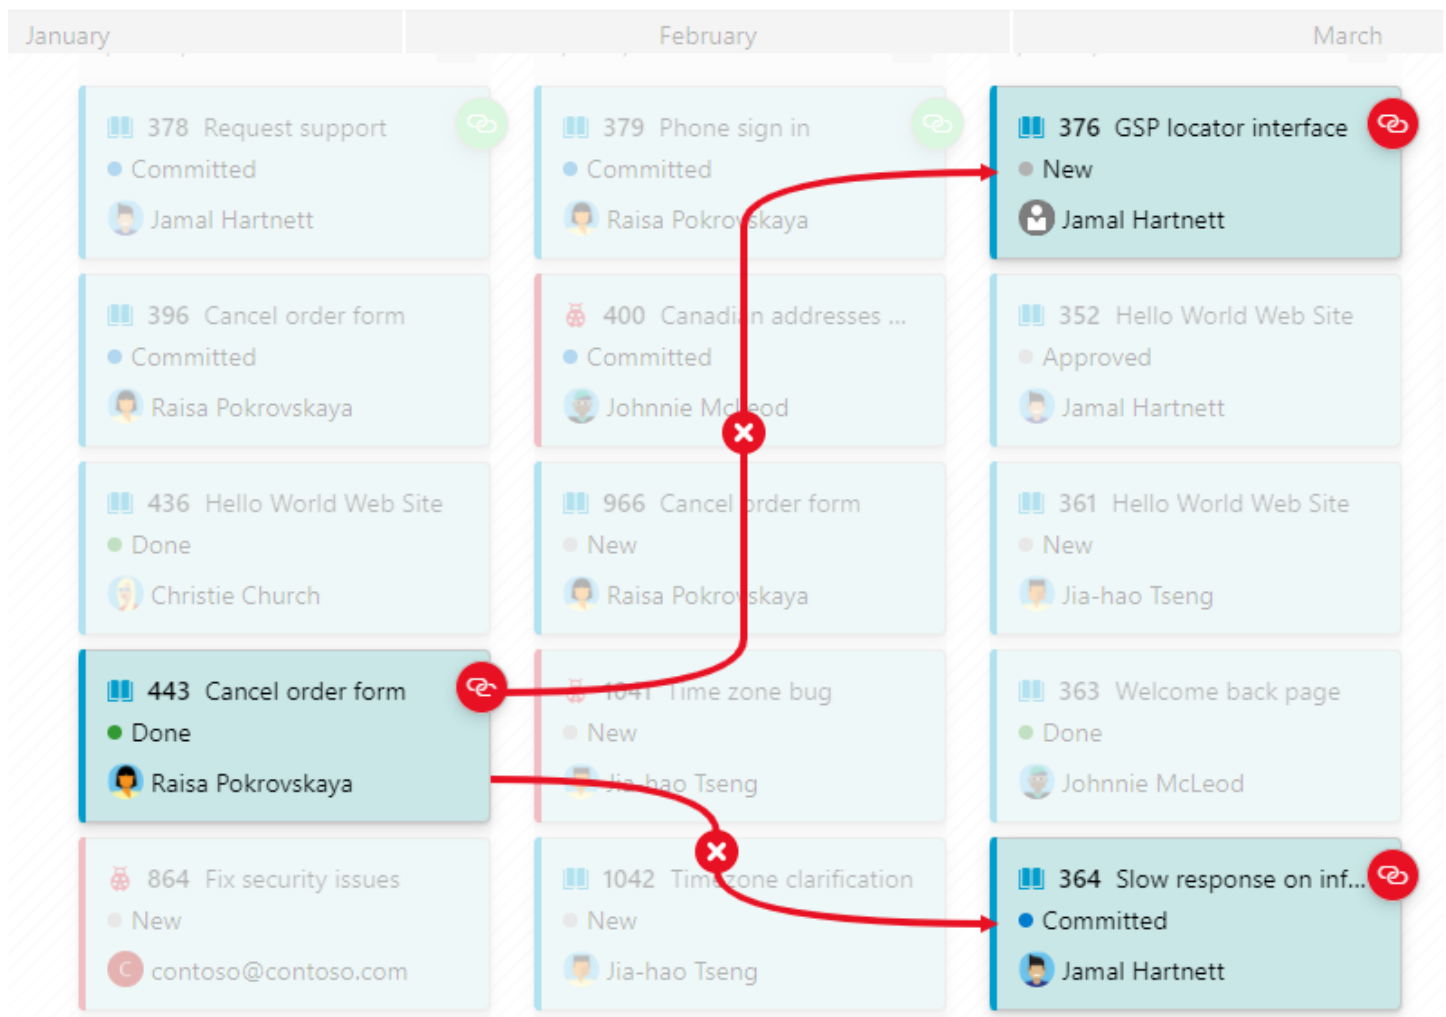 January
February
March
378 Request support
Committed
Jamal Hartnett
396 Cancel order form
Committed
Raisa Pokrovskaya
436 Hello World Web Site
Done
Christie Church
443 Cancel order form
Done
Raisa Pokrovskaya
864 Fix security issues
New
C contoso@contoso.com
379 Phone sign in
Committed
Raisa Pokrovskaya
400 Canadian addresses ...
Committed
Johnnie McLeod
966 Cancel order form
New
Raisa Pokrovskaya
1041 Time zone bug
New
Jia-hao Tseng
1042 Timezone clarification
New
Jia-hao Tseng
376 GSP locator interface
New
Jamal Hartnett
352 Hello World Web Site
Approved
Jamal Hartnett
361 Hello World Web Site
New
Jia-hao Tseng
363 Welcome back page
Done
Johnnie McLeod
364 Slow response on inf...
Committed
Jamal Hartnett